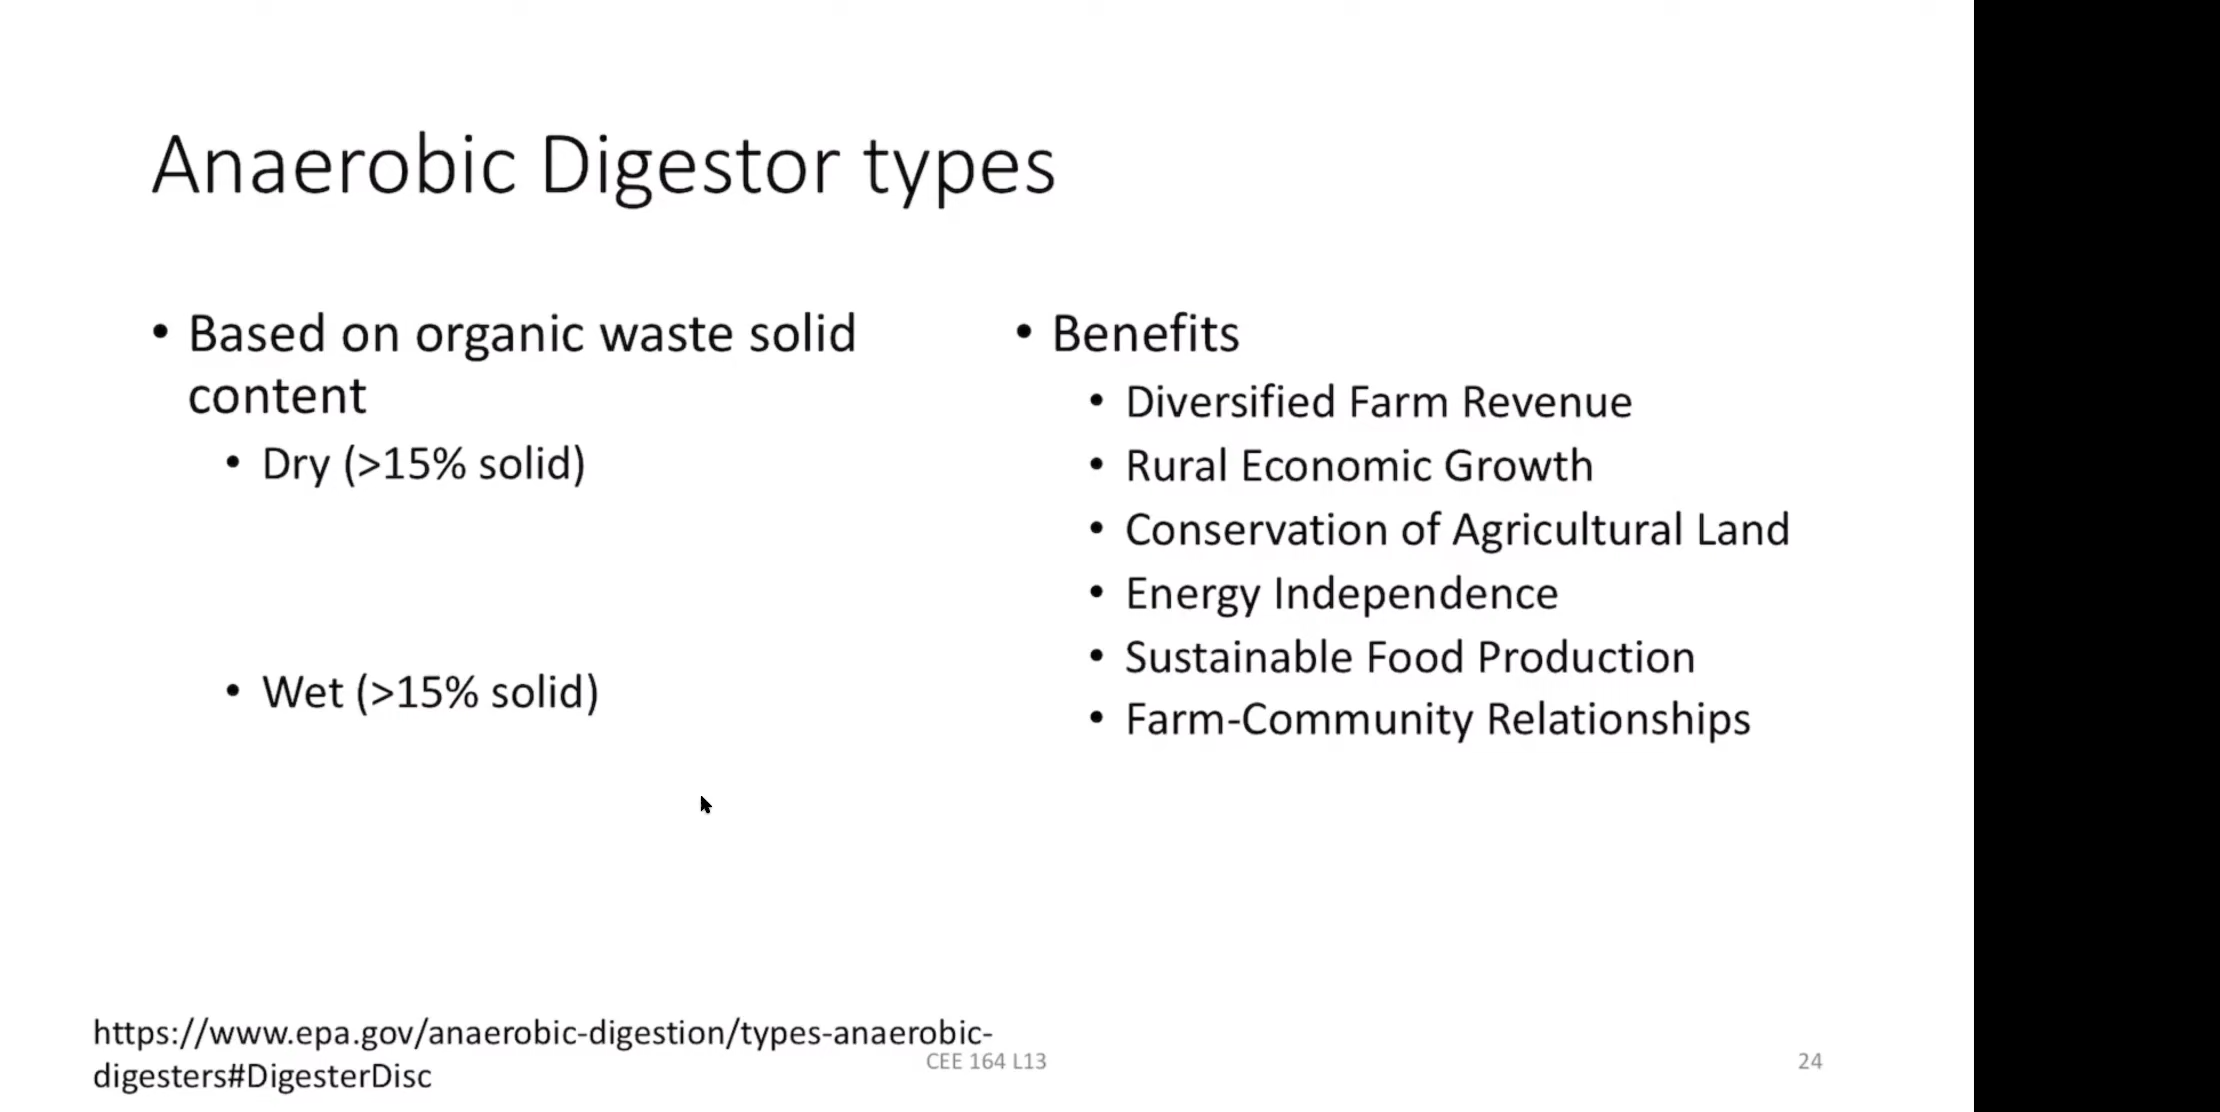 Anaerobic Digestor types
• Based on organic waste solid
content
• Dry (>15% solid)
• Wet (>15% solid)
• Benefits
• Diversified Farm Revenue
• Rural Economic Growth
• Conservation of Agricultural Land
• Energy Independence
• Sustainable Food Production
• Farm-Community Relationships
https://www.epa.gov/anaerobic-digestion/types-anaerobic-
digesters#DigesterDisc
CEE 164 L13
24